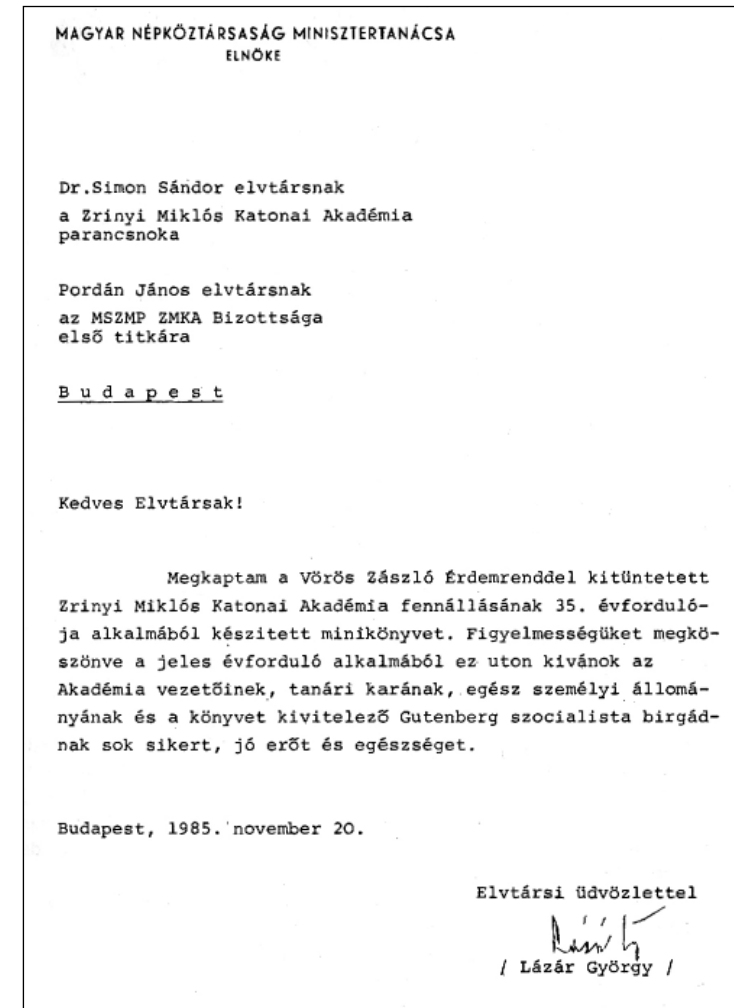 MAGYAR NÉPKÖZTÁRSASÁG MINISZTERTANÁCSA
ELNÖKE
Dr.Simon Sándor elvtársnak
a Zrinyi Miklós Katonai Akadémia
parancsnoka
Pordán János elvtársnak
az MSZMP ZMKA Bizottsága
első titkára
B u d a p e s t
Kedves Elvtársak!
Megkaptam a Vörös Zászló Érdemrenddel kitüntetett
Zrinyi Miklós Katonai Akadémia fennállásának 35. évforduló-
ja alkalmából készitett minikönyvet. Figyelmességüket megkö-
szönve a jeles évforduló alkalmából ez uton kivánok az
Akadémia vezetőinek, tanári karának, egész személyi állomá-
nyának és a könyvet kivitelező Gutenberg szocialista birgád-
nak sok sikert, jó erőt és egészséget.
Budapest, 1985. november 20.
Elvtársi üdvözlettel
/ Lázár György /